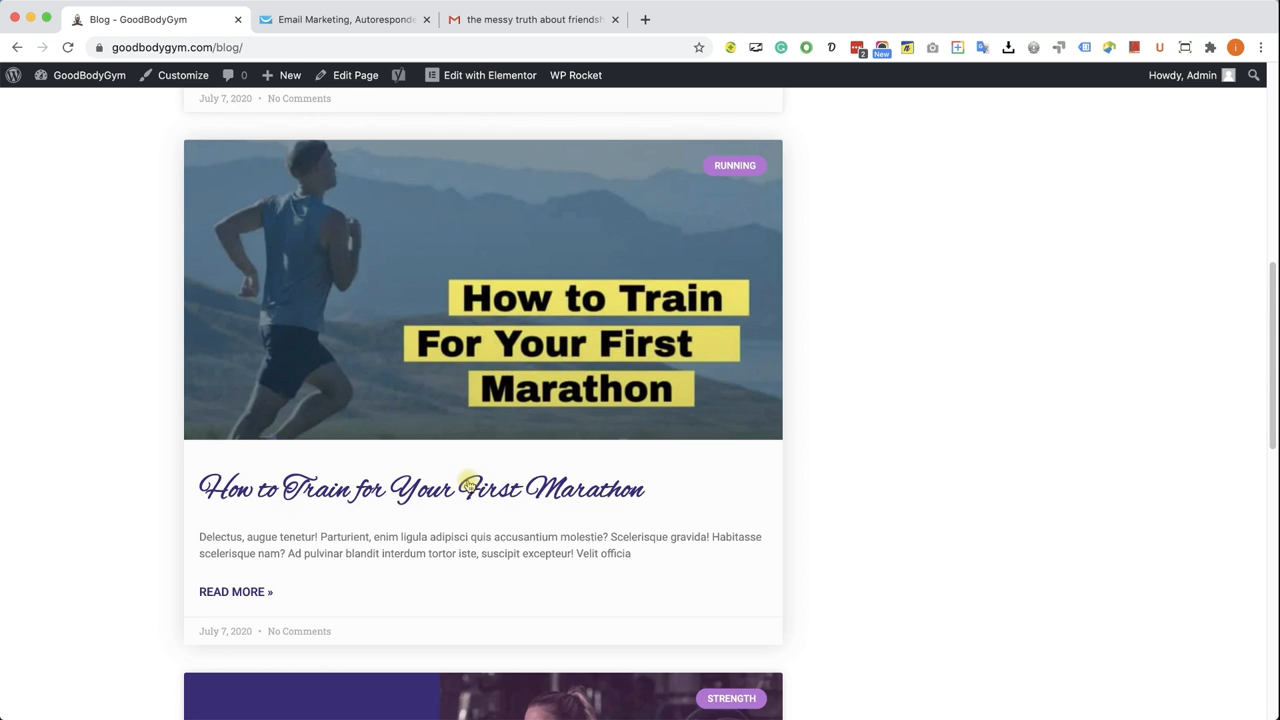 Blog - GoodBodyGym
Email Marketing, Autoresponde
the messy truth about friendsh
goodbodygym.com/blog/
2
New
i
GoodBodyGym
Customize
0
New
Edit Page
Edit with Elementor
WP Rocket
Howdy, Admin
July 7, 2020 • No Comments
RUNNING
How to Train
For Your First
Marathon
How to Train for Your First Marathon
Delectus, augue tenetur! Parturient, enim ligula adipisci quis accusantium molestie? Scelerisque gravida! Habitasse
scelerisque nam? Ad pulvinar blandit interdum tortor iste, suscipit excepteur! Velit officia
READ MORE »
July 7, 2020 • No Comments
STRENGTH